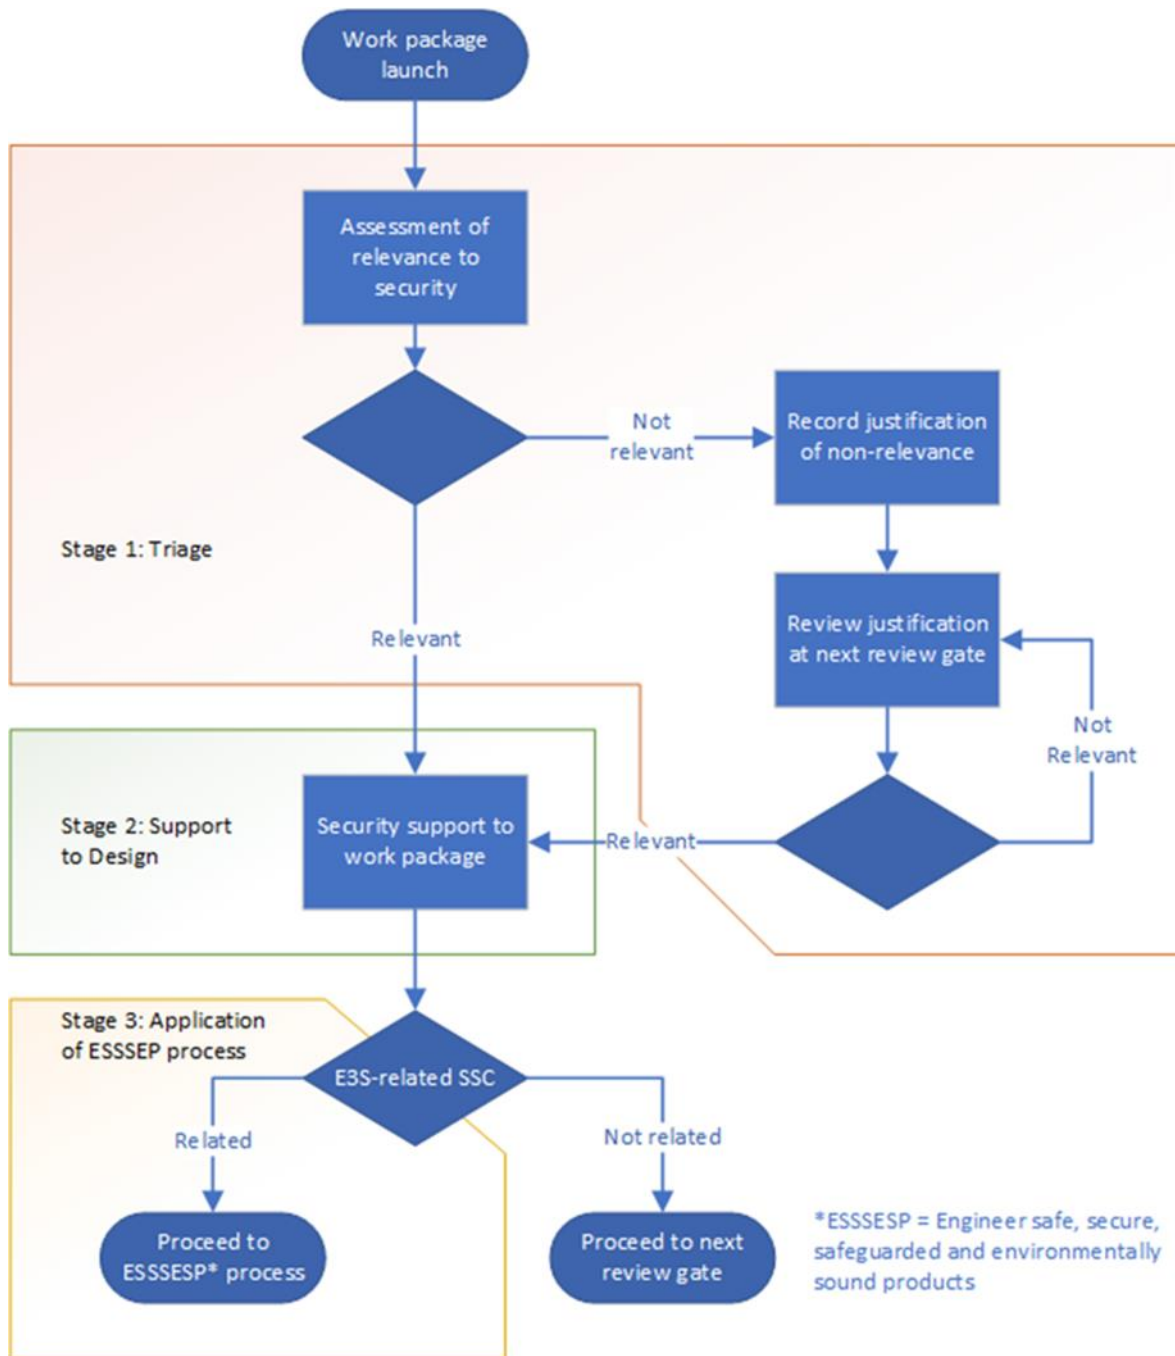 Work package
launch
Assessment of
relevance to
security
Not
relevant
Record justification
of non-relevance
Stage 1: Triage
Relevant
Review justification
at next review gate
Not
Relevant
Stage 2: Support
to Design
Security support to
work package
Relevant
Stage 3: Application
of ESSSEP process
E3S-related SSC
Related
Not related
Proceed to
ESSSESP* process
Proceed to next
review gate
*ESSSESP = Engineer safe, secure,
safeguarded and environmentally
sound products